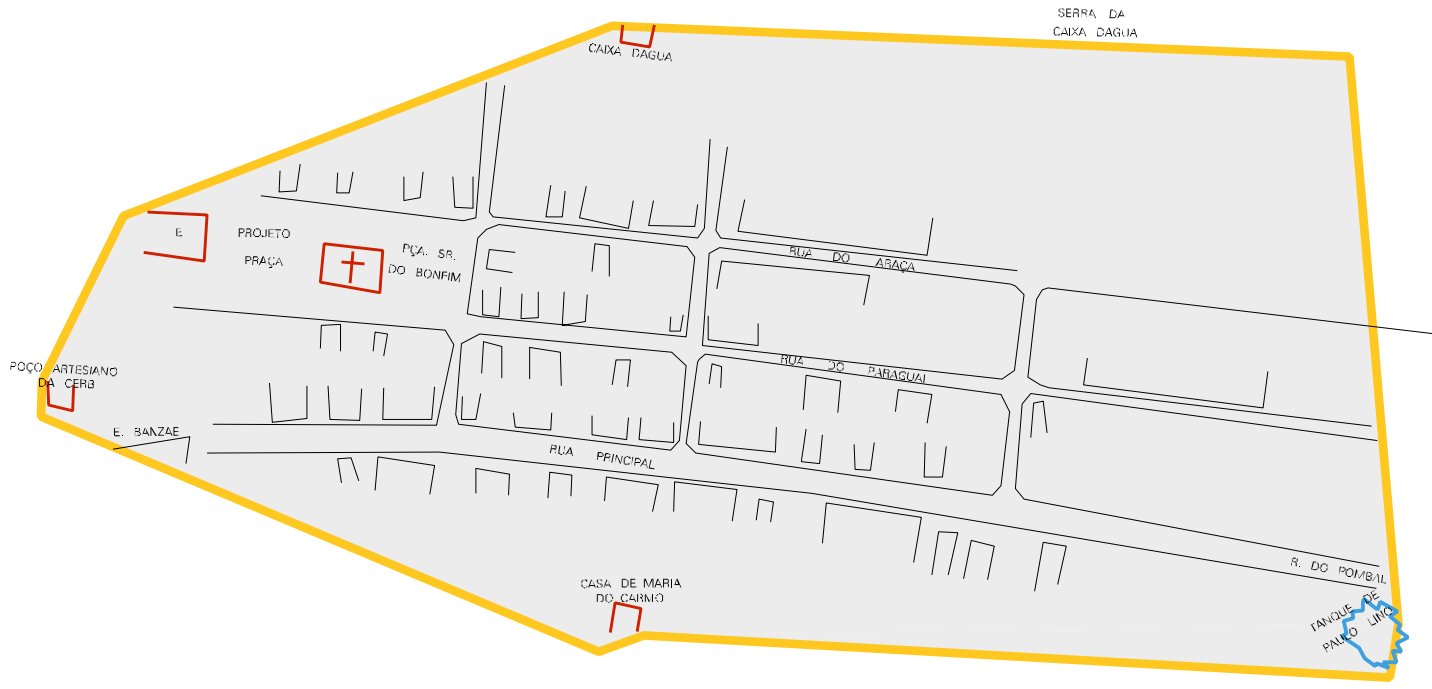 SERRA DA
CAIXA DAGUA
CAIXA DAGUA
E
PROJETO
PRAÇA
PÇA. SR.
DO BONFIM
RUA DO ARAÇA
RUA DO PARAGUAI
POÇO ARTESIANO
DA CERB
E. BANZAE
RUA PRINCIPAL
R. DO POMBAL
CASA DE MARIA
DO CARMO
TANQUE DE
PAULO LINO